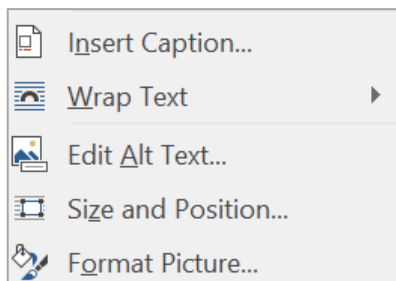 Insert Caption...
Wrap Text
Edit Alt Text...
Size and Position...
Format Picture...